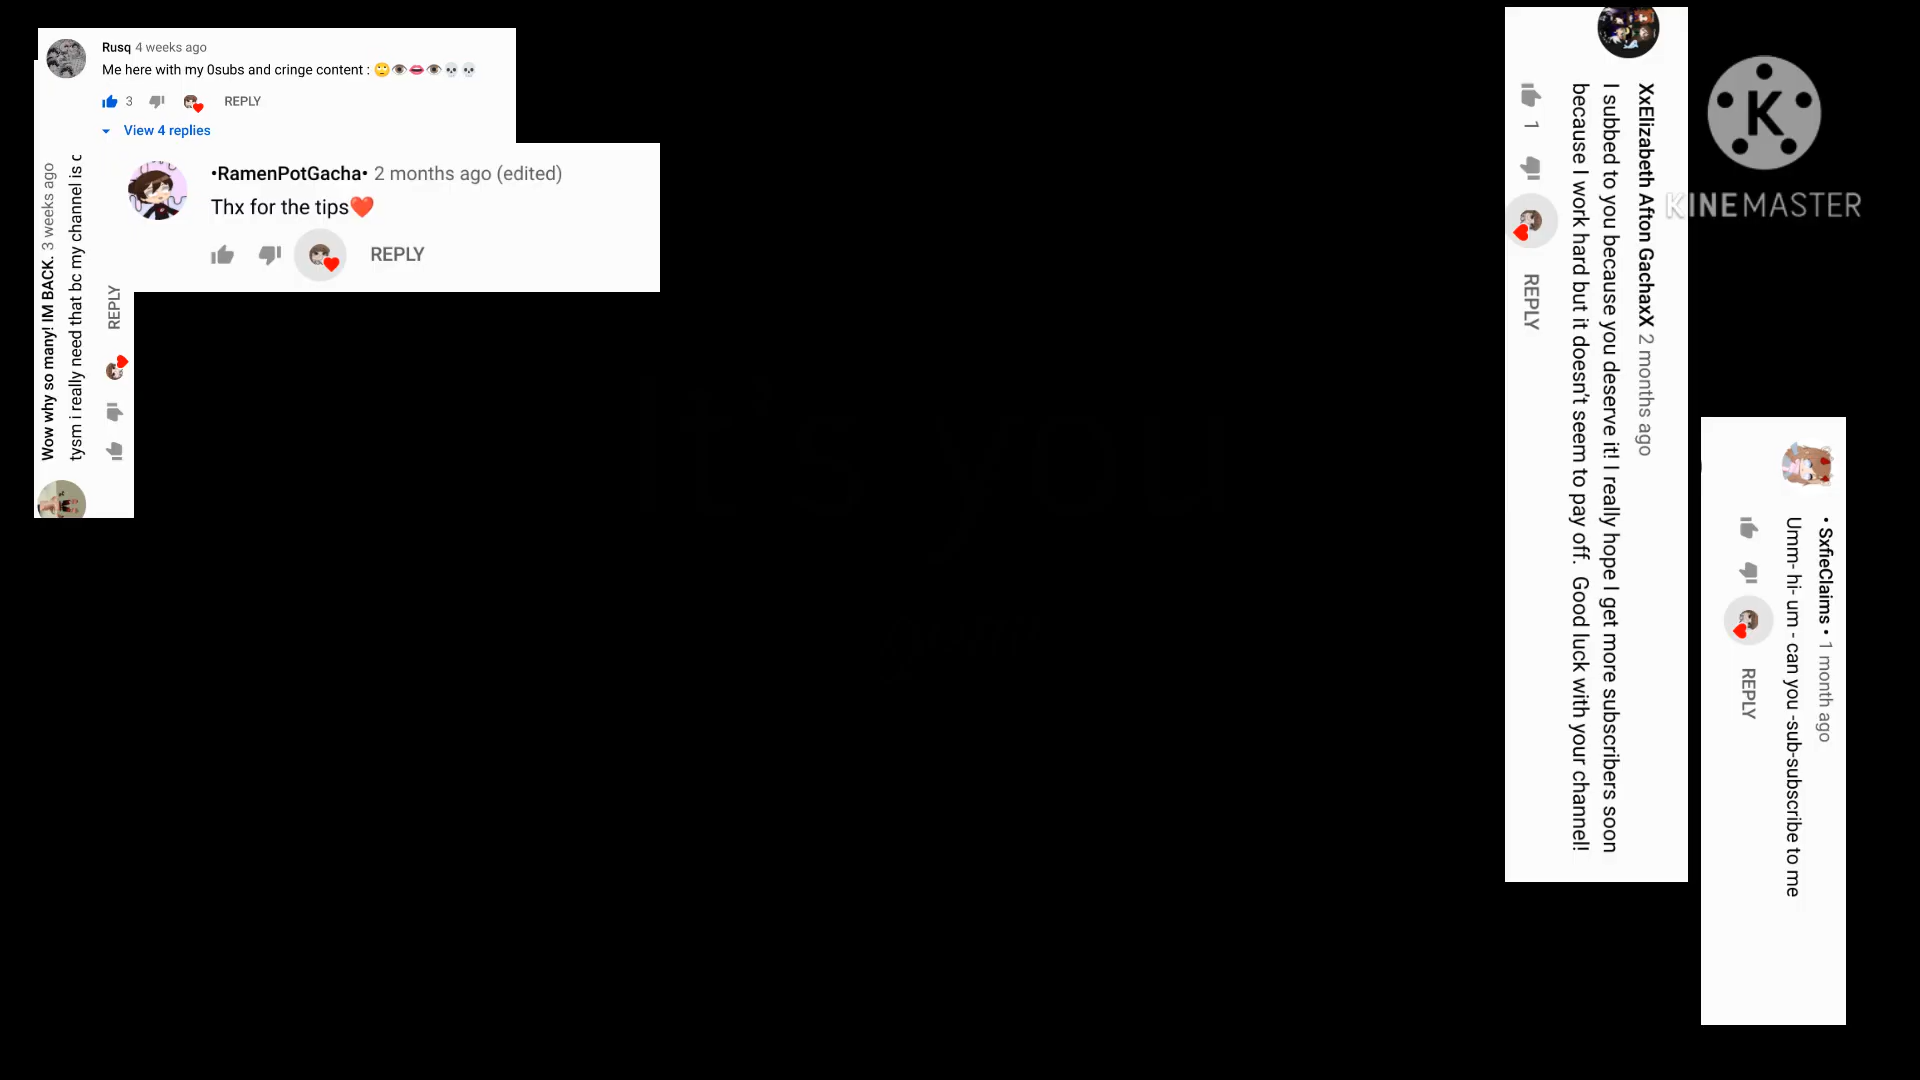 Rusq 4 weeks ago
Me here with my 0subs and cringe content : 🙄👁👄👁💀💀
3 REPLY
View 4 replies
•RamenPotGacha• 2 months ago (edited)
Thx for the tips❤️
REPLY
Wow why so many! IM BACK. 3 weeks ago
tysm i really need that bc my channel is
REPLY
XxElizabeth Afton GachaxX 2 months ago
I subbed to you because you deserve it! I really hope I get more subscribers soon
because I work hard but it doesn't seem to pay off. Good luck with your channel!
1 REPLY
K
KINEMASTER
• SxfieClaims • 1 month ago
Umm- hi- um - can you -sub-subscribe to me
REPLY
It's you